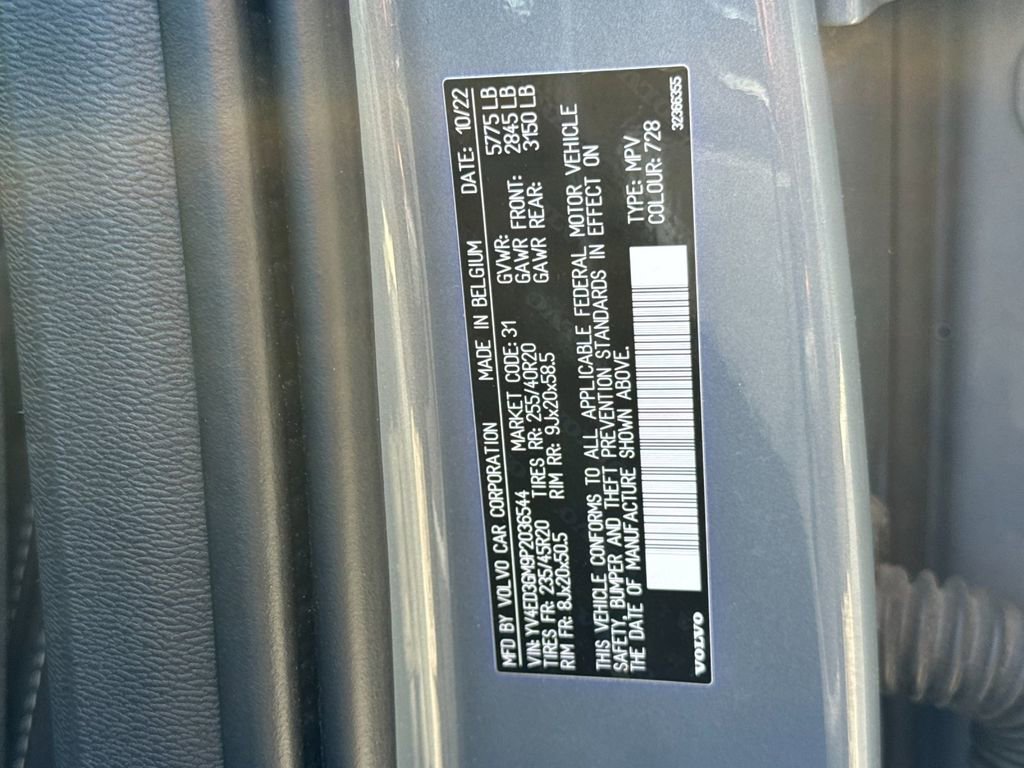 MFD BY VOLVO CAR CORPORATION MADE IN BELGIUM DATE: 10/22
VIN: YV4ED3GM9P2036544 MARKET CODE: 31 GVWR: 5775 LB
TIRES FR: 235/45R20 TIRES RR: 255/40R20 GAWR FRONT: 2845 LB
RIM FR: 8Jx20x50.5 RIM RR: 9Jx20x58.5 GAWR REAR: 3150 LB
THIS VEHICLE CONFORMS TO ALL APPLICABLE FEDERAL MOTOR VEHICLE
SAFETY, BUMPER AND THEFT PREVENTION STANDARDS IN EFFECT ON
THE DATE OF MANUFACTURE SHOWN ABOVE.
TYPE: MPV
COLOUR: 728
VOLVO 32366355